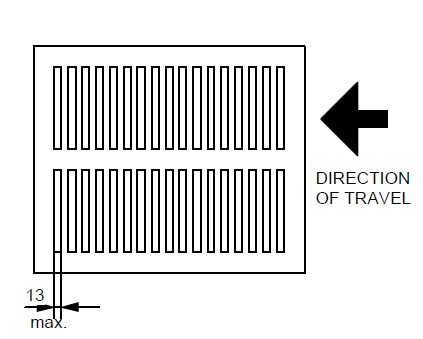 DIRECTION
OF TRAVEL
13
max.